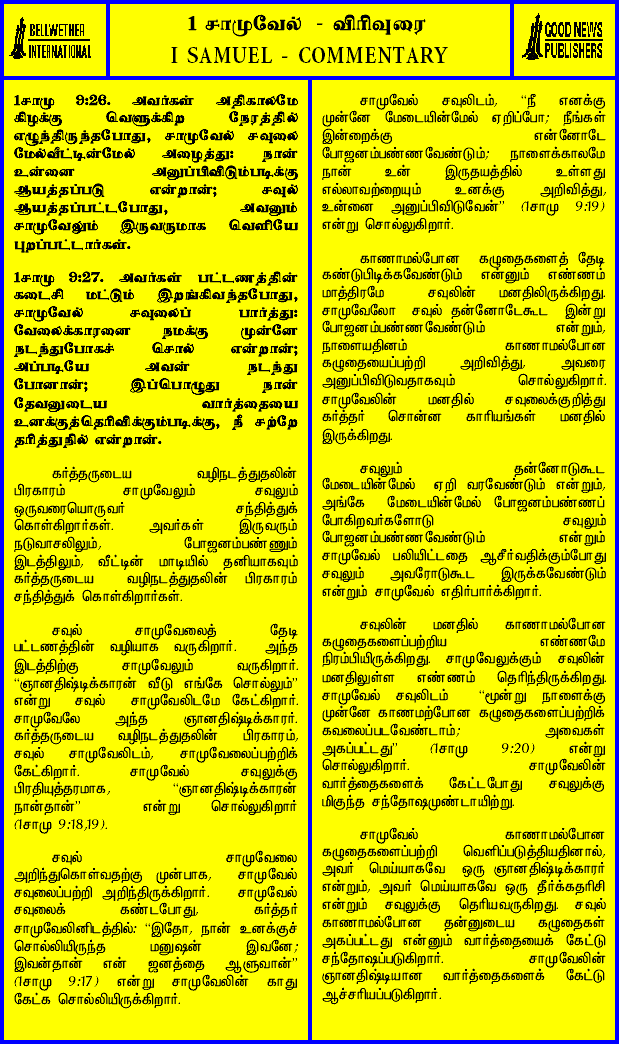 BELLWETHER
INTERNATIONAL
1 சாமுவேல் - விரிவுரை
I SAMUEL - COMMENTARY
GOOD NEWS
PUBLISHERS
1சாமு 9:26. அவர்கள் அதிகாலமே
கிழக்கு வெளுக்கிற நேரத்தில்
எழுந்திருந்தபோது, சாமுவேல் சவுலை
மேல்வீட்டின்மேல் அழைத்து: நான்
உன்னை அனுப்பிவிடும்படிக்கு
ஆயத்தப்படு என்றான்; சவுல்
ஆயத்தப்பட்டபோது, அவனும்
சாமுவேலும் இருவருமாக வெளியே
புறப்பட்டார்கள்.
1சாமு 9:27. அவர்கள் பட்டணத்தின்
கடைசி மட்டும் இறங்கிவந்தபோது,
சாமுவேல் சவுலைப் பார்த்து:
வேலைக்காரனை நமக்கு முன்னே
நடந்துபோகச் சொல் என்றான்;
அப்படியே அவன் நடந்து
போனான்; இப்பொழுது நான்
தேவனுடைய வார்த்தையை
உனக்குத்தெரிவிக்கும்படிக்கு, நீ சற்றே
தரித்துநில் என்றான்.
கர்த்தருடைய வழிநடத்துதலின்
பிரகாரம் சாமுவேலும் சவுலும்
ஒருவரையொருவர் சந்தித்துக்
கொள்கிறார்கள். அவர்கள் இருவரும்
நடுவாசலிலும், போஜனம்பண்ணும்
இடத்திலும், வீட்டின் மாடியில் தனியாகவும்
கர்த்தருடைய வழிநடத்துதலின் பிரகாரம்
சந்தித்துக் கொள்கிறார்கள்.
சவுல் சாமுவேலைத் தேடி
பட்டணத்தின் வழியாக வருகிறார். அந்த
இடத்திற்கு சாமுவேலும் வருகிறார்.
“ஞானதிஷ்டிக்காரன் வீடு எங்கே சொல்லும்”
என்று சவுல் சாமுவேலிடமே கேட்கிறார்.
சாமுவேலே அந்த ஞானதிஷ்டிக்காரர்.
கர்த்தருடைய வழிநடத்துதலின் பிரகாரம்,
சவுல் சாமுவேலிடம், சாமுவேலைப்பற்றிக்
கேட்கிறார். சாமுவேல் சவுலுக்கு
பிரதியுத்தரமாக, “ஞானதிஷ்டிக்காரன்
நான்தான்” என்று சொல்லுகிறார்
(1சாமு 9:18,19).
சவுல் சாமுவேலை
அறிந்துகொள்வதற்கு முன்பாக, சாமுவேல்
சவுலைப்பற்றி அறிந்திருக்கிறார். சாமுவேல்
சவுலைக் கண்டபோது, கர்த்தர்
சாமுவேலினிடத்தில்: “இதோ, நான் உனக்குச்
சொல்லியிருந்த மனுஷன் இவனே;
இவன்தான் என் ஜனத்தை ஆளுவான்”
(1சாமு 9:17) என்று சாமுவேலின் காது
கேட்க சொல்லியிருக்கிறார்.
சாமுவேல் சவுலிடம், “நீ எனக்கு
முன்னே மேடையின்மேல் ஏறிப்போ; நீங்கள்
இன்றைக்கு என்னோடே
போஜனம்பண்ணவேண்டும்; நாளைக்காலமே
நான் உன் இருதயத்தில் உள்ளது
எல்லாவற்றையும் உனக்கு அறிவித்து,
உன்னை அனுப்பிவிடுவேன்” (1சாமு 9:19)
என்று சொல்லுகிறார்.
காணாமல்போன கழுதைகளைத் தேடி
கண்டுபிடிக்கவேண்டும் என்னும் எண்ணம்
மாத்திரமே சவுலின் மனதிலிருக்கிறது.
சாமுவேலோ சவுல் தன்னோடேகூட இன்று
போஜனம்பண்ணவேண்டும் என்றும்,
நாளையதினம் காணாமல்போன
கழுதையைப்பற்றி அறிவித்து, அவரை
அனுப்பிவிடுவதாகவும் சொல்லுகிறார்.
சாமுவேலின் மனதில் சவுலைக்குறித்து
கர்த்தர் சொன்ன காரியங்கள் மனதில்
இருக்கிறது.
சவுலும் தன்னோடுகூட
மேடையின்மேல் ஏறி வரவேண்டும் என்றும்,
அங்கே மேடையின்மேல் போஜனம்பண்ணப்
போகிறவர்களோடு சவுலும்
போஜனம்பண்ணவேண்டும் என்றும்
சாமுவேல் பலியிட்டதை ஆசீர்வதிக்கும்போது
சவுலும் அவரோடுகூட இருக்கவேண்டும்
என்றும் சாமுவேல் எதிர்பார்க்கிறார்.
சவுலின் மனதில் காணாமல்போன
கழுதைகளைப்பற்றிய எண்ணமே
நிரம்பியிருக்கிறது. சாமுவேலுக்கும் சவுலின்
மனதிலுள்ள எண்ணம் தெரிந்திருக்கிறது.
சாமுவேல் சவுலிடம் “மூன்று நாளைக்கு
முன்னே காணமற்போன கழுதைகளைப்பற்றிக்
கவலைப்படவேண்டாம்; அவைகள்
அகப்பட்டது” (1சாமு 9:20) என்று
சொல்லுகிறார். சாமுவேலின்
வார்த்தைகளைக் கேட்டபோது சவுலுக்கு
மிகுந்த சந்தோஷமுண்டாயிற்று.
சாமுவேல் காணாமல்போன
கழுதைகளைப்பற்றி வெளிப்படுத்தியதினால்,
அவர் மெய்யாகவே ஒரு ஞானதிஷ்டிக்காரர்
என்றும், அவர் மெய்யாகவே ஒரு தீர்க்கதரிசி
என்றும் சவுலுக்கு தெரியவருகிறது. சவுல்
காணாமல்போன தன்னுடைய கழுதைகள்
அகப்பட்டது என்னும் வார்த்தையைக் கேட்டு
சந்தோஷப்படுகிறார். சாமுவேலின்
ஞானதிஷ்டியான வார்த்தைகளைக் கேட்டு
ஆச்சரியப்படுகிறார்.